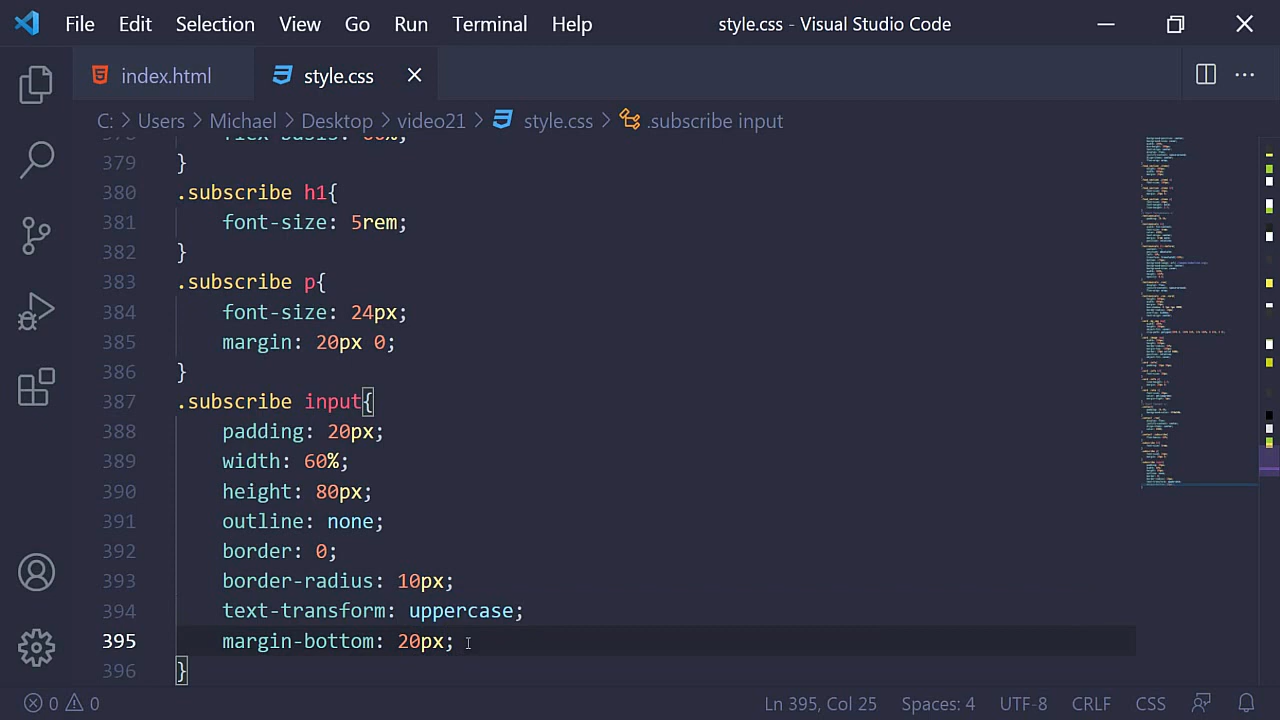 File Edit Selection View Go Run Terminal Help style.css - Visual Studio Code
index.html style.css
C: > Users > Michael > Desktop > video21 > style.css > .subscribe input
379 }
380 .subscribe h1{
381 font-size: 5rem;
382 }
383 .subscribe p{
384 font-size: 24px;
385 margin: 20px 0;
386 }
387 .subscribe input{
388 padding: 20px;
389 width: 60%;
390 height: 80px;
391 outline: none;
392 border: 0;
393 border-radius: 10px;
394 text-transform: uppercase;
395 margin-bottom: 20px;
396 }
0 0 Ln 395, Col 25 Spaces: 4 UTF-8 CRLF CSS